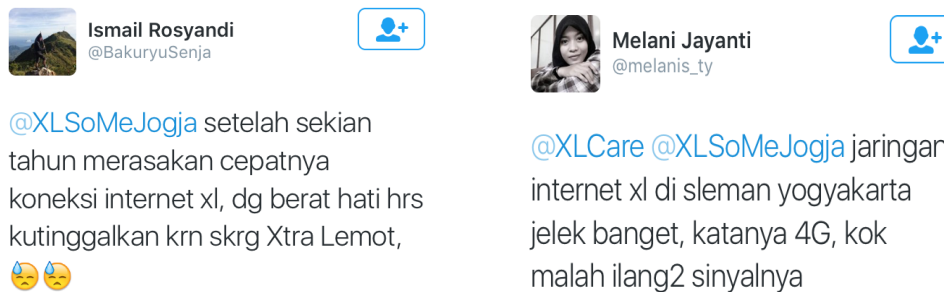 Ismail Rosyandi
@BakuryuSenja
@XLSoMeJogja setelah sekian
tahun merasakan cepatnya
koneksi internet xl, dg berat hati hrs
kutinggalkan krn skrg Xtra Lemot,
😓😓
Melani Jayanti
@melanis_ty
@XLCare @XLSoMeJogja jaringan
internet xl di sleman yogyakarta
jelek banget, katanya 4G, kok
malah ilang2 sinyalnya